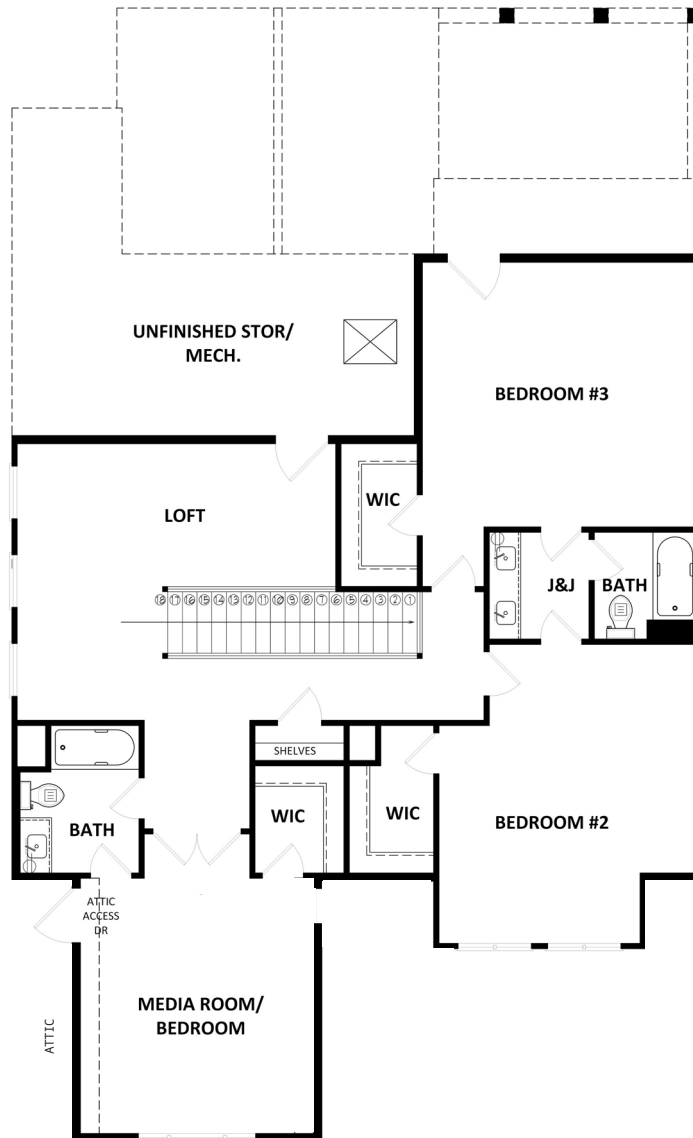 UNFINISHED STOR/
MECH.
BEDROOM #3
WIC
LOFT
J&J
BATH
18 17 16 15 14 13 12 11 10 9 8 7 6 5 4 3 2 1
SHELVES
WIC
WIC
BATH
BEDROOM #2
ATTIC
ACCESS
DR
MEDIA ROOM/
BEDROOM
ATTIC